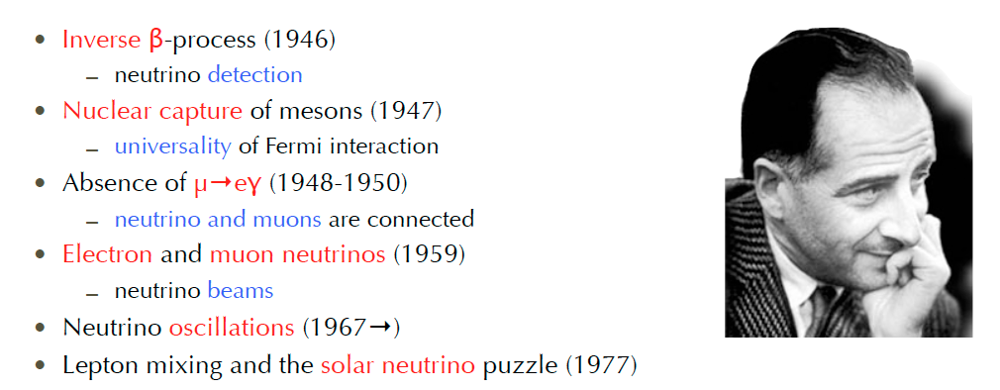 • Inverse β-process (1946)
– neutrino detection
• Nuclear capture of mesons (1947)
– universality of Fermi interaction
• Absence of μ→eγ (1948-1950)
– neutrino and muons are connected
• Electron and muon neutrinos (1959)
– neutrino beams
• Neutrino oscillations (1967→)
• Lepton mixing and the solar neutrino puzzle (1977)